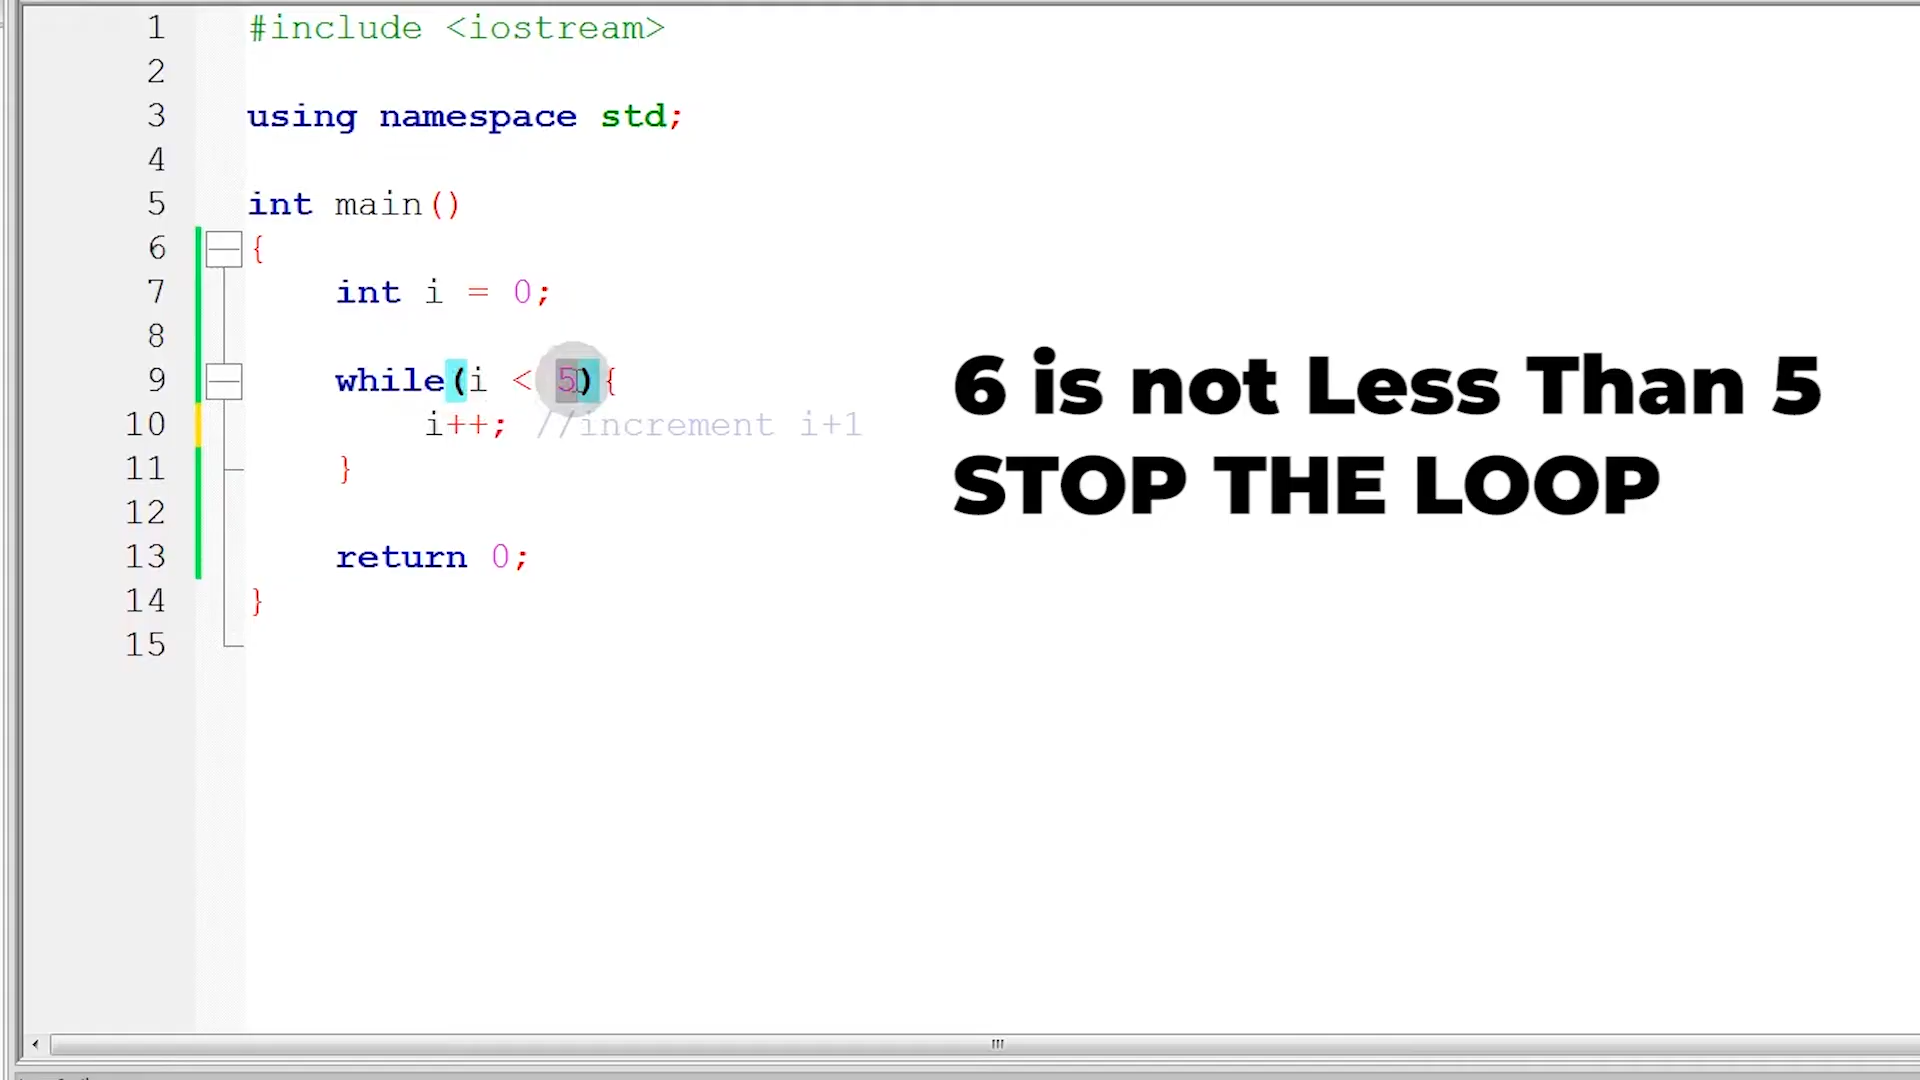 1 #include <iostream>
2
3 using namespace std;
4
5 int main()
6 {
7 int i = 0;
8
9 while(i < 5){
10 i++; //increment i+1
11 }
12
13 return 0;
14 }
15
6 is not Less Than 5
STOP THE LOOP